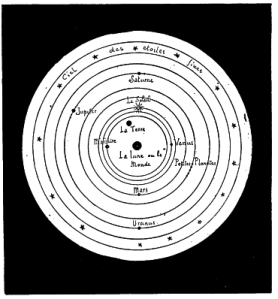 Ciel des étoiles fixes
Saturne
Le Soleil
Jupiter
La Terre
Mercure
Venus
La lune ou le
Monde
Petites Planètes
Mars
Uranus